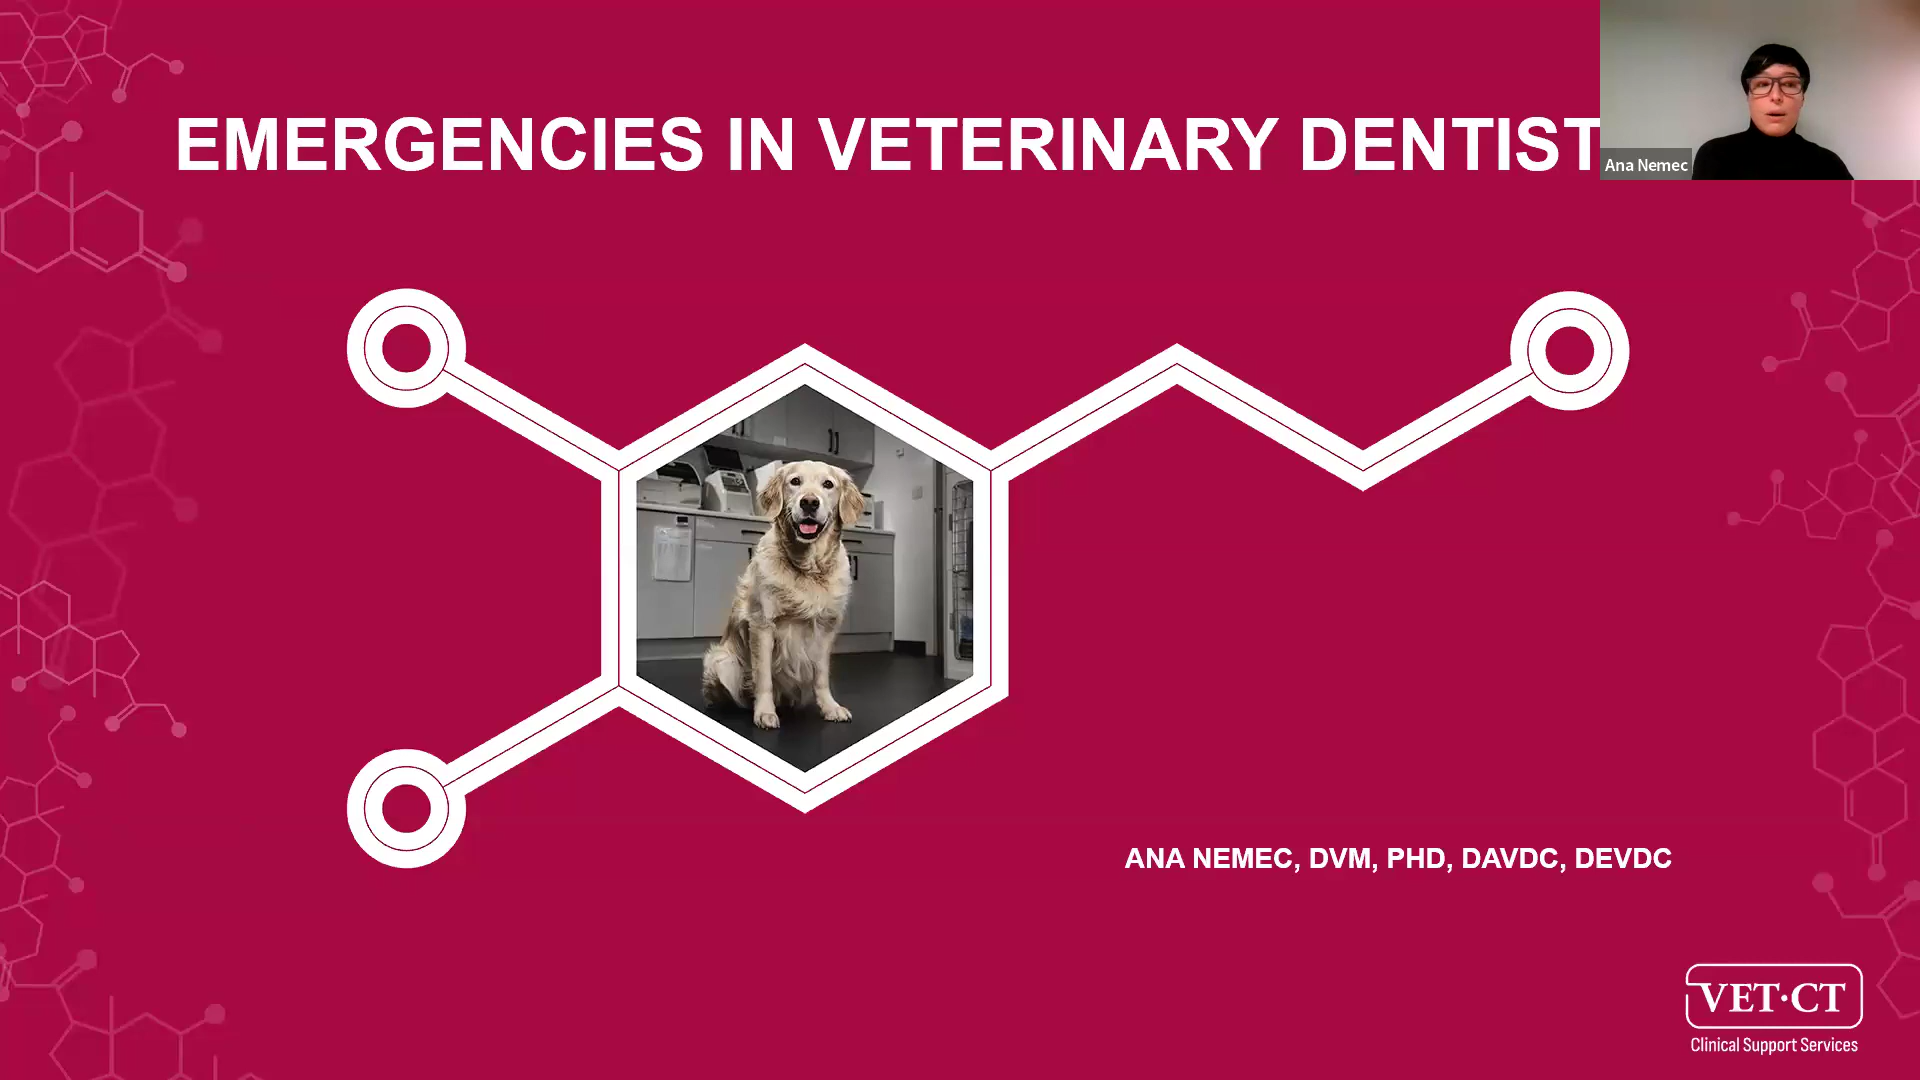 EMERGENCIES IN VETERINARY DENTIST
Ana Nemec
ANA NEMEC, DVM, PHD, DAVDC, DEVDC
VET·CT
Clinical Support Services